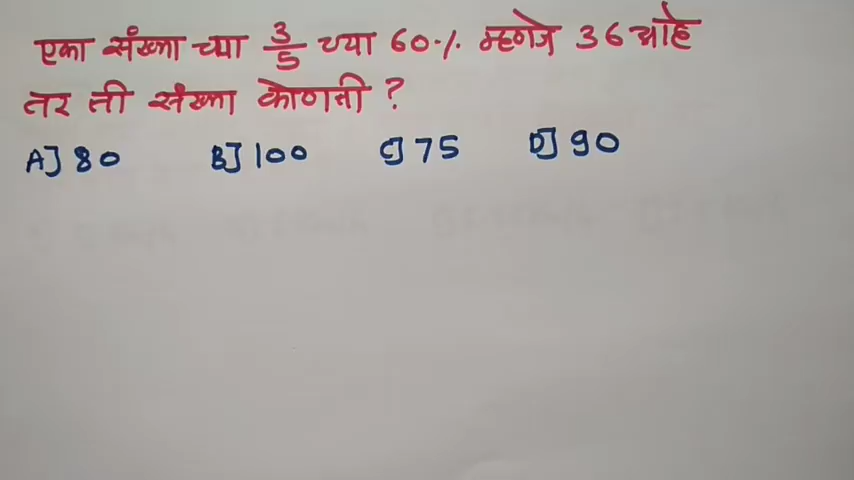 एका संख्या च्या 3/5 च्या 60% म्हणजे 36 आहे
तर ती संख्या कोणती ?
A] 80 B] 100 C] 75 D] 90